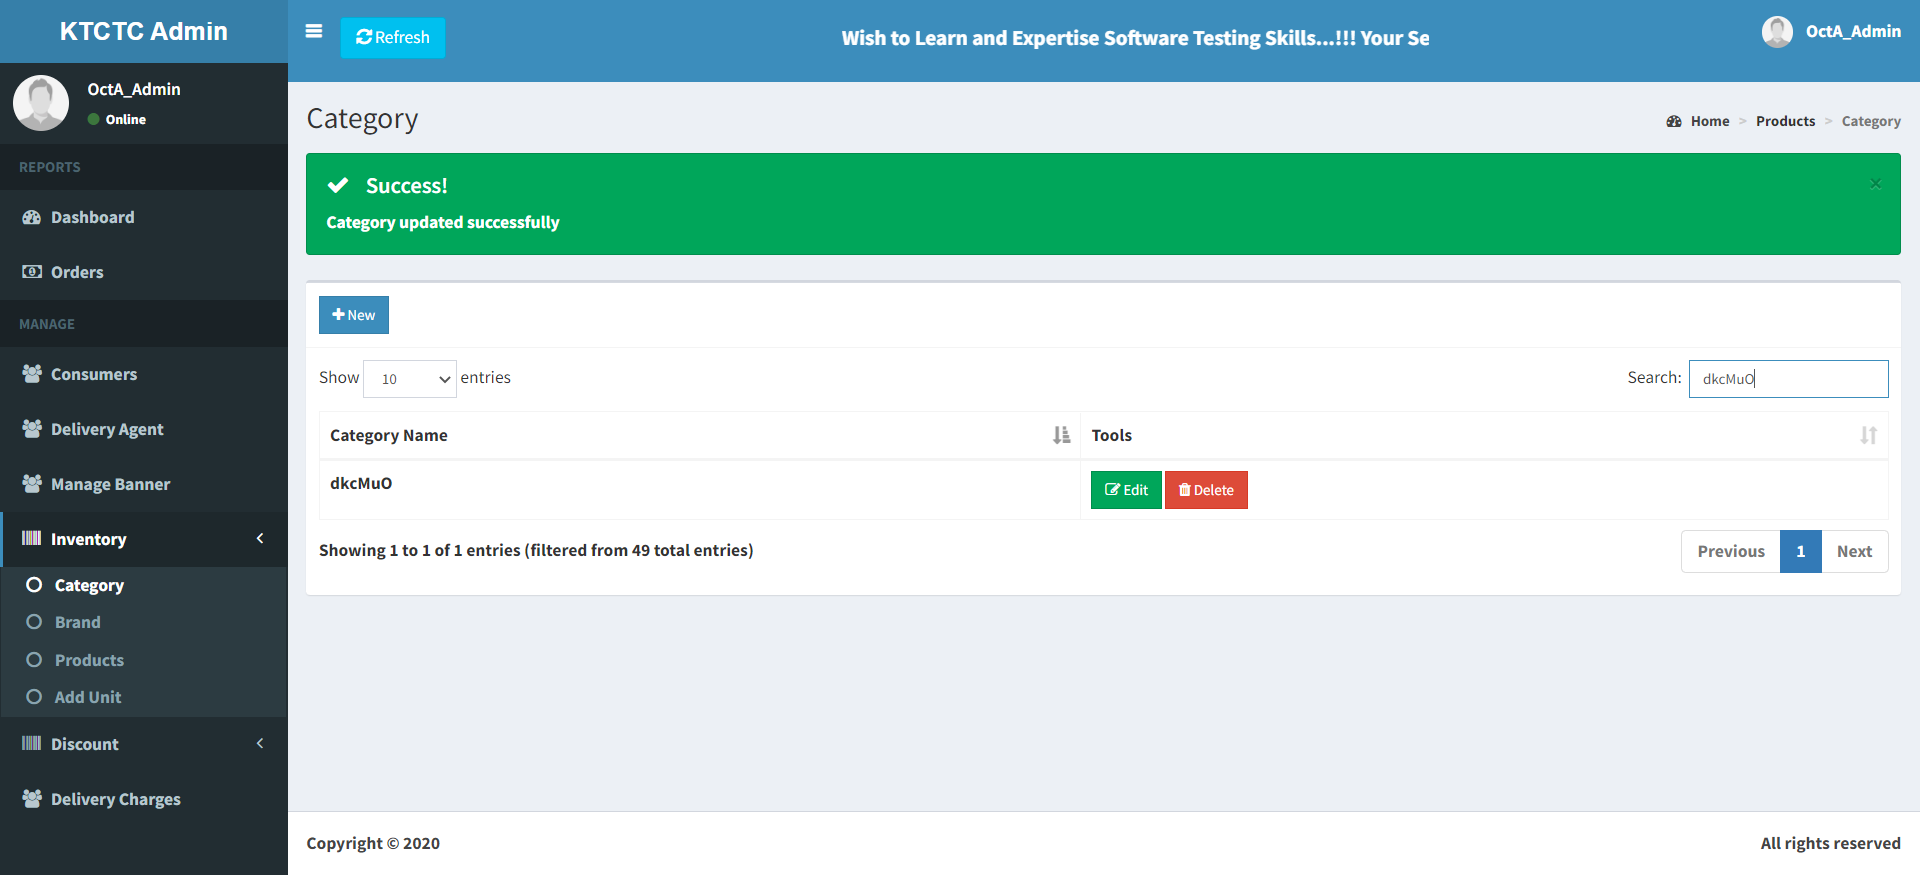 KTCTC Admin
Refresh
Wish to Learn and Expertise Software Testing Skills...!!! Your Se
OctA_Admin
OctA_Admin
Online
REPORTS
Dashboard
Orders
MANAGE
Consumers
Delivery Agent
Manage Banner
Inventory
Category
Brand
Products
Add Unit
Discount
Delivery Charges
Category
Home > Products > Category
Success!
×
Category updated successfully
New
Show 10 entries
Search: dkcMuO
Category Name Tools
dkcMuO Edit Delete
Showing 1 to 1 of 1 entries (filtered from 49 total entries)
Previous 1 Next
Copyright © 2020
All rights reserved